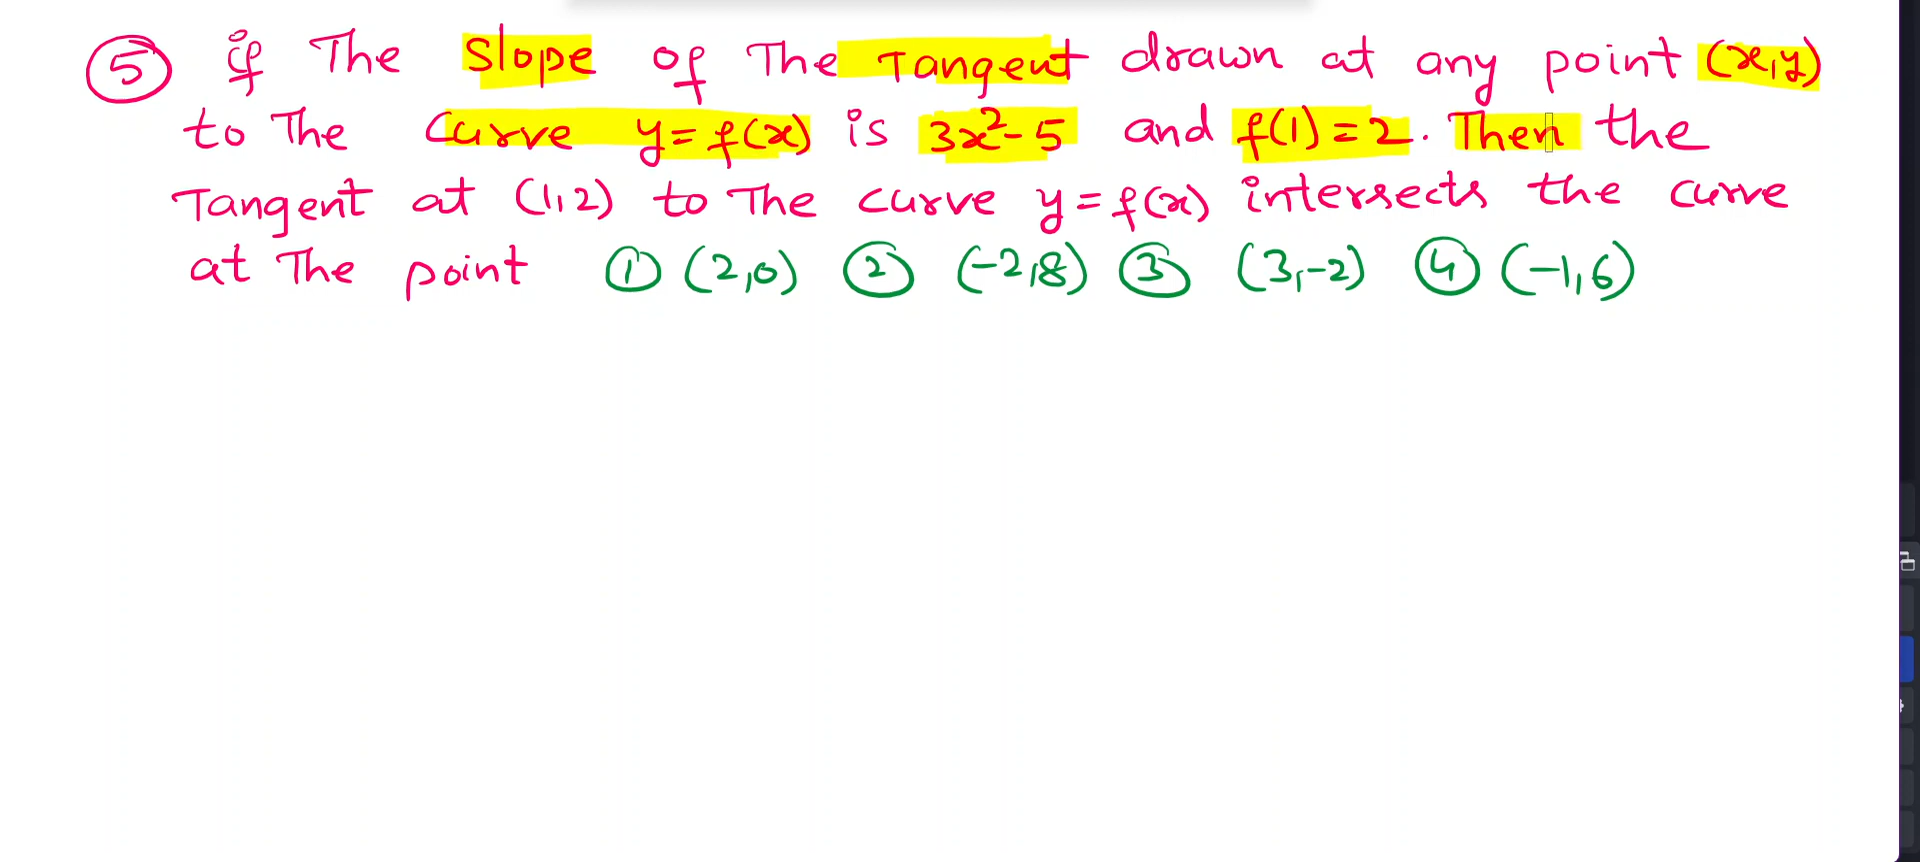 ⑤ if The Slope of The Tangent drawn at any point (x,y)
to The Curve y=f(x) is 3x²-5 and f(1)=2. Then the
Tangent at (1,2) to The curve y=f(x) intersects the curve
at The point ① (2,0) ② (-2,8) ③ (3,-2) ④ (-1,6)